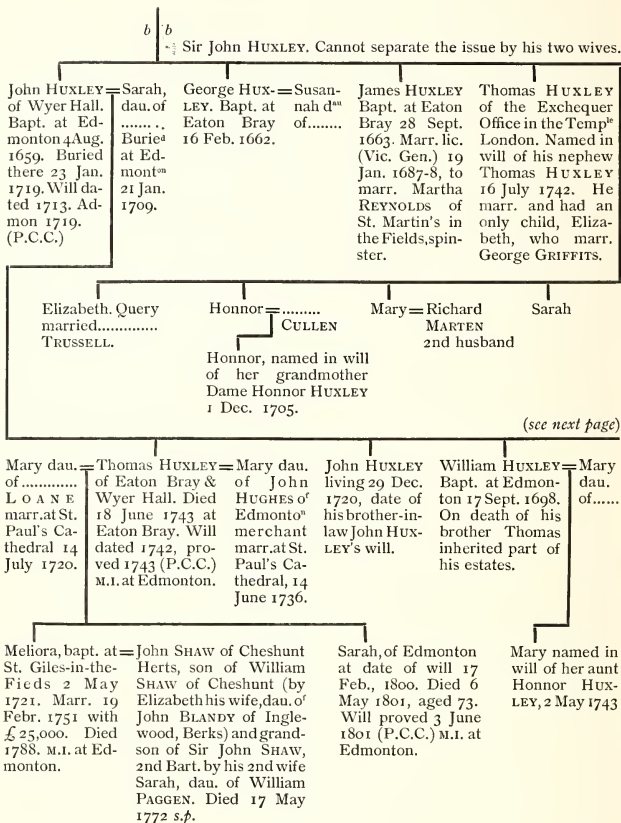 b b
Sir John HUXLEY. Cannot separate the issue by his two wives.
John HUXLEY = Sarah,
of Wyer Hall. dau. of
Bapt. at Ed- ........
monton 4 Aug. Buried
1659. Buried at Ed-
there 23 Jan. monton
1719. Will da- 21 Jan.
ted 1713. Ad- 1709.
mon 1719.
(P.C.C.)
George HUX- = Susan-
LEY. Bapt. at nah dau
Eaton Bray of........
16 Feb. 1662.
James HUXLEY
Bapt. at Eaton
Bray 28 Sept.
1663. Marr. lic.
(Vic. Gen.) 19
Jan. 1687-8, to
marr. Martha
REYNOLDS of
St. Martin's in
the Fields, spin-
ster.
Thomas HUXLEY
of the Exchequer
Office in the Temple
London. Named in
will of his nephew
Thomas HUXLEY
16 July 1742. He
marr. and had an
only child, Eliza-
beth, who marr.
George GRIFFITS.
Elizabeth. Query
married..............
TRUSSELL.
Honnor = .........
CULLEN
Honnor, named in will
of her grandmother
Dame Honnor HUXLEY
1 Dec. 1705.
Mary = Richard
MARTEN
2nd husband
Sarah
(see next page)
Mary dau. = Thomas HUXLEY = Mary dau.
of............. of Eaton Bray & of John
LOANE Wyer Hall. Died HUGHES of
marr. at St. 18 June 1743 at Edmonton
Paul's Ca- Eaton Bray. Will merchant
thedral 14 dated 1742, pro- marr. at St.
July 1720. ved 1743 (P.C.C.) Paul's Ca-
M.I. at Edmonton. thedral, 14
June 1736.
John HUXLEY
living 29 Dec.
1720, date of
his brother-in-
law John HUX-
LEY's will.
William HUXLEY = Mary
Bapt. at Edmon- dau.
ton 17 Sept. 1698. of......
On death of his
brother Thomas
inherited part of
his estates.
Meliora, bapt. at = John SHAW of Cheshunt
St. Giles-in-the- Herts, son of William
Fieds 2 May SHAW of Cheshunt (by
1721. Marr. 19 Elizabeth his wife, dau. of
Febr. 1751 with John BLANDY of Ingle-
£25,000. Died wood, Berks) and grand-
1788. M.I. at Ed- son of Sir John SHAW,
monton. 2nd Bart. by his 2nd wife
Sarah, dau. of William
PAGGEN. Died 17 May
1772 s.p.
Sarah, of Edmonton
at date of will 17
Feb., 1800. Died 6
May 1801, aged 73.
Will proved 3 June
1801 (P.C.C.) M.I. at
Edmonton.
Mary named in
will of her aunt
Honnor HUX-
LEY, 2 May 1743